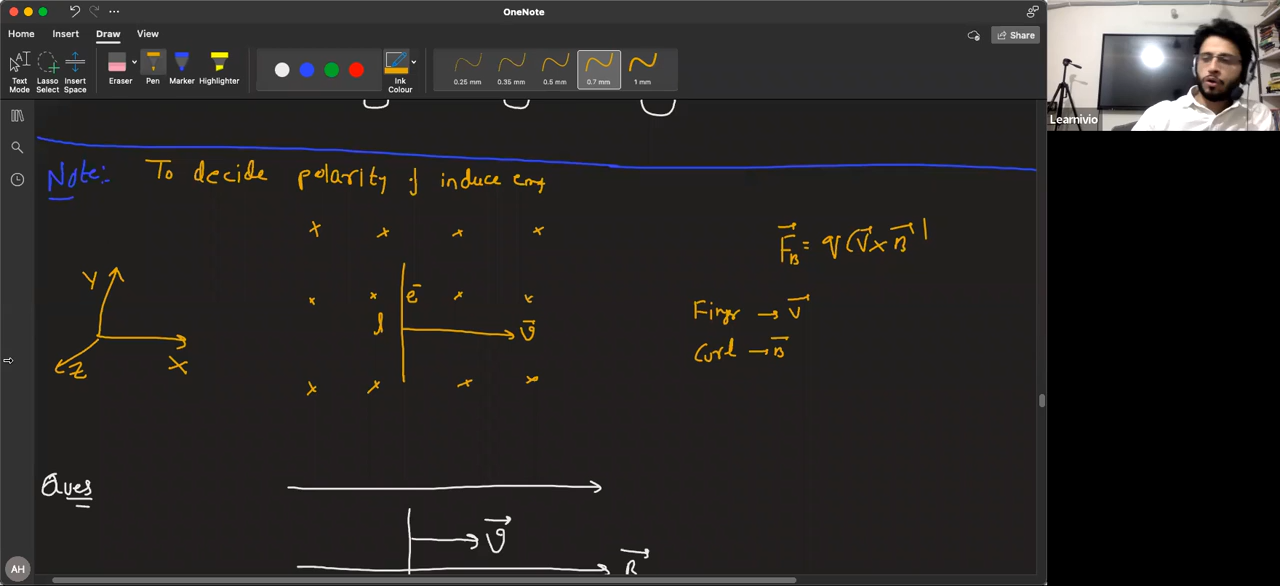 OneNote
Home Insert Draw View
Share
Text Mode
Lasso Select
Insert Space
Eraser
Pen
Marker
Highlighter
Ink Colour
0.25 mm
0.35 mm
0.5 mm
0.7 mm
1 mm
Learnivio
Note:- To decide polarity of induce emf
F_B = q(V × B)
Y
e-
l
v
Z
X
Fingr → V
Curl → B
Ques
v
B
AH